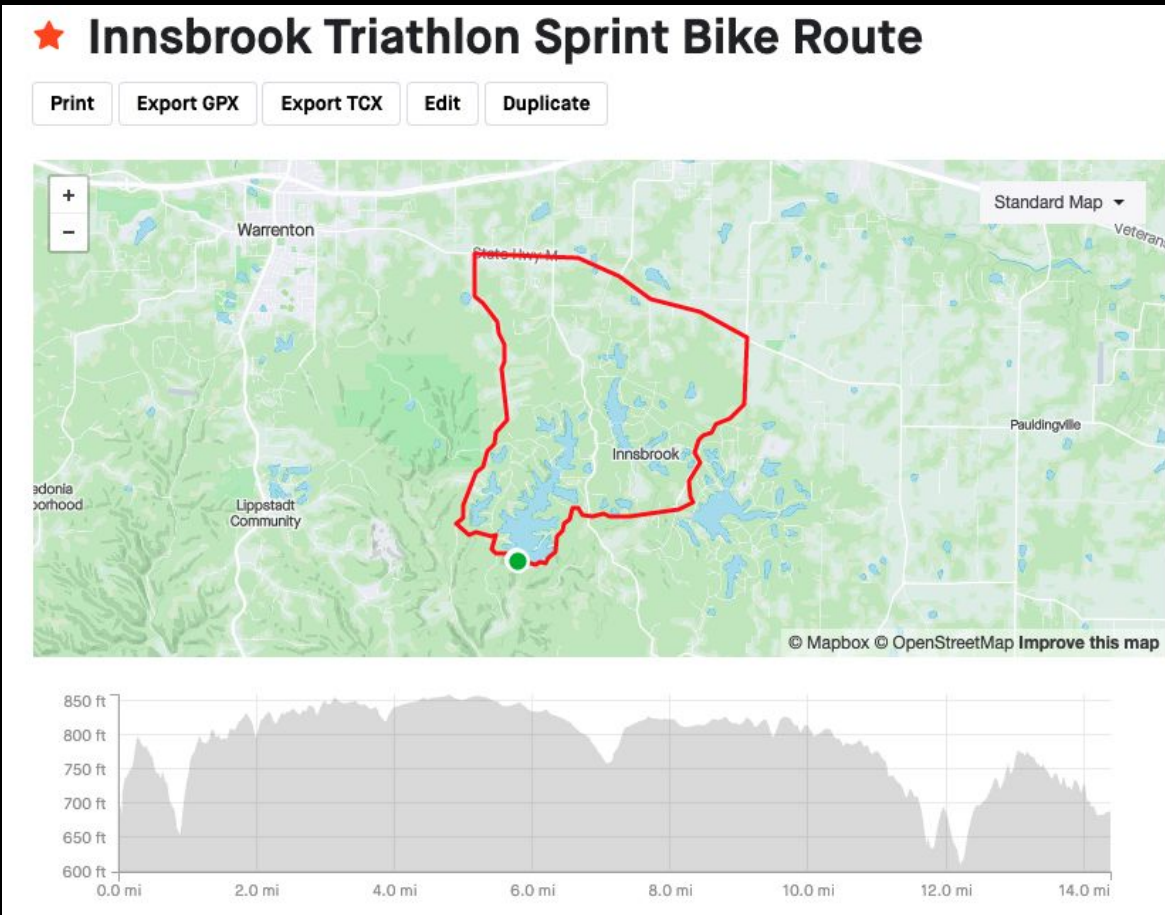 Innsbrook Triathlon Sprint Bike Route
Print Export GPX Export TCX Edit Duplicate
+
−
Standard Map
Warrenton
State Hwy M
Veterans
Pauldingville
Innsbrook
edonia
oorhood
Lippstadt
Community
© Mapbox © OpenStreetMap Improve this map
850 ft
800 ft
750 ft
700 ft
650 ft
600 ft
0.0 mi 2.0 mi 4.0 mi 6.0 mi 8.0 mi 10.0 mi 12.0 mi 14.0 mi